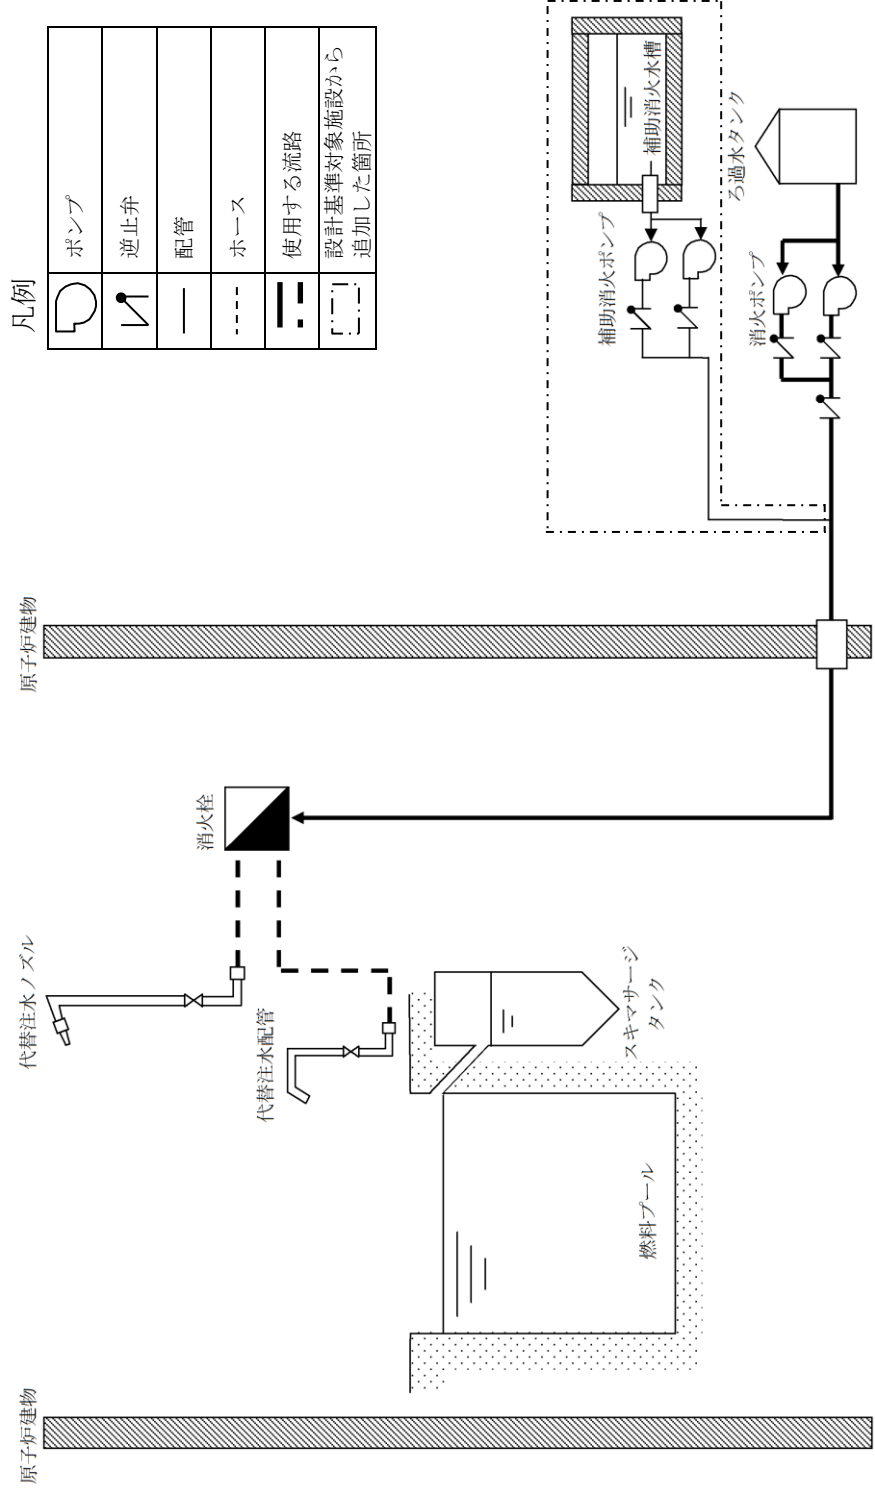 凡例
ポンプ
逆止弁
配管
ホース
使用する流路
設計基準対象施設から
追加した箇所
原子炉建物
原子炉建物
代替注水ノズル
代替注水配管
消火栓
スキマサージ
タンク
燃料プール
補助消火ポンプ
補助消火水槽
消火ポンプ
ろ過水タンク